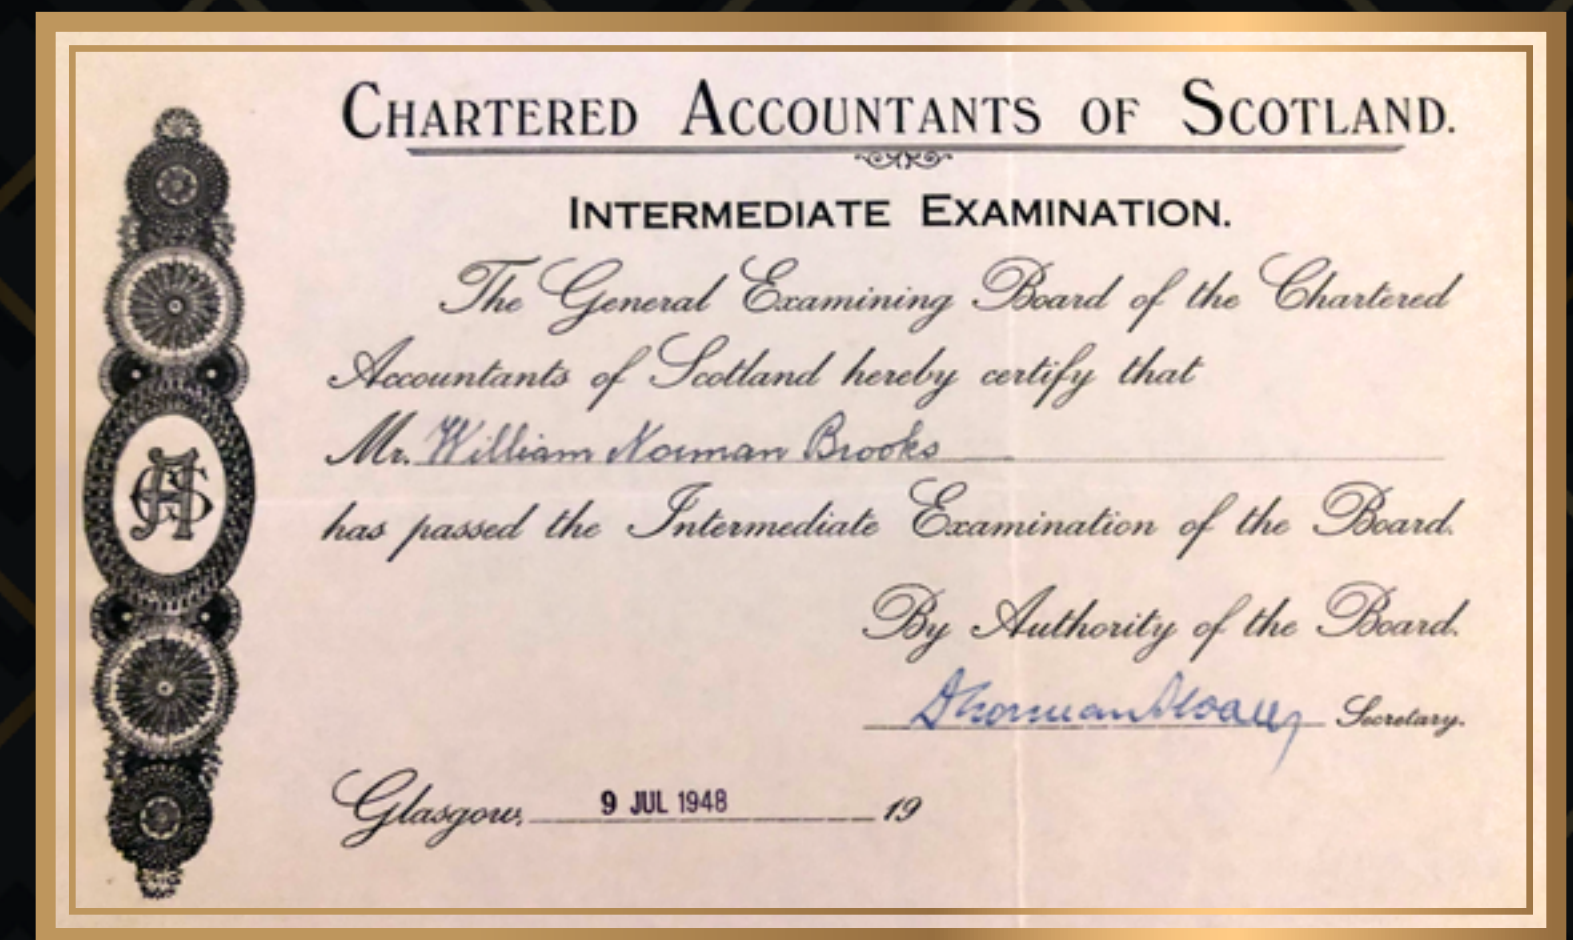 CHARTERED ACCOUNTANTS OF SCOTLAND.
INTERMEDIATE EXAMINATION.
The General Examining Board of the Chartered
Accountants of Scotland hereby certify that
Mr. William Norman Brooks
has passed the Intermediate Examination of the Board.
By Authority of the Board.
Secretary.
Glasgow, 9 JUL 1948 19